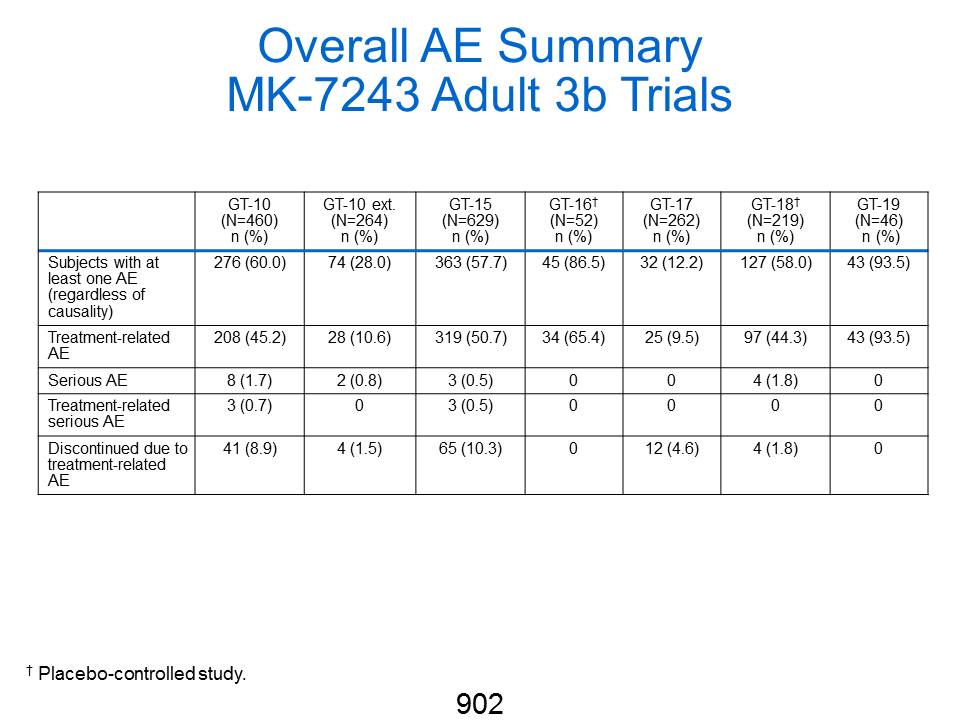 Overall AE Summary
MK-7243 Adult 3b Trials
GT-10 (N=460) n (%) GT-10 ext. (N=264) n (%) GT-15 (N=629) n (%) GT-16† (N=52) n (%) GT-17 (N=262) n (%) GT-18† (N=219) n (%) GT-19 (N=46) n (%)
Subjects with at least one AE (regardless of causality) 276 (60.0) 74 (28.0) 363 (57.7) 45 (86.5) 32 (12.2) 127 (58.0) 43 (93.5)
Treatment-related AE 208 (45.2) 28 (10.6) 319 (50.7) 34 (65.4) 25 (9.5) 97 (44.3) 43 (93.5)
Serious AE 8 (1.7) 2 (0.8) 3 (0.5) 0 0 4 (1.8) 0
Treatment-related serious AE 3 (0.7) 0 3 (0.5) 0 0 0 0
Discontinued due to treatment-related AE 41 (8.9) 4 (1.5) 65 (10.3) 0 12 (4.6) 4 (1.8) 0
† Placebo-controlled study.
902